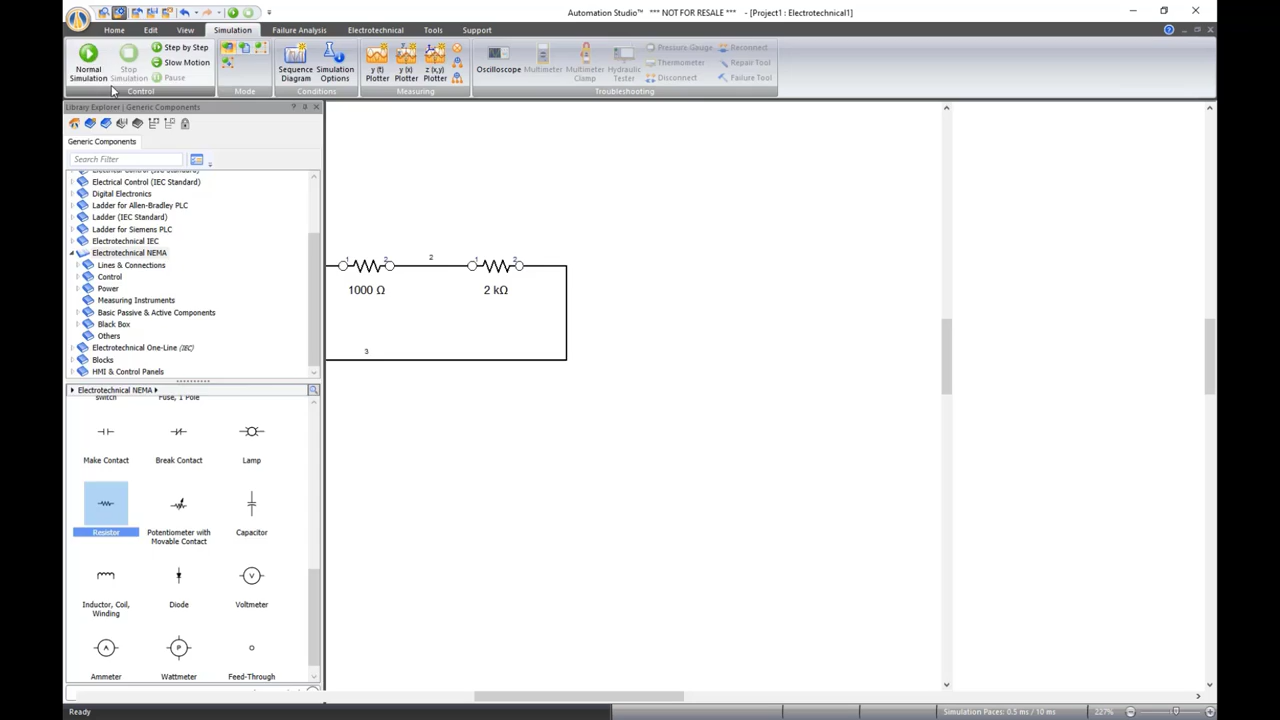 Automation Studio™ *** NOT FOR RESALE *** - [Project1 : Electrotechnical1]
Home Edit View Simulation Failure Analysis Electrotechnical Tools Support
Normal Simulation
Stop Simulation
Step by Step
Slow Motion
Pause
Sequence Diagram
Simulation Options
y (t) Plotter
y (x) Plotter
z (x,y) Plotter
Oscilloscope
Multimeter
Multimeter Clamp
Hydraulic Tester
Pressure Gauge
Thermometer
Disconnect
Reconnect
Repair Tool
Failure Tool
Control Mode Conditions Measuring Troubleshooting
Library Explorer | Generic Components
Generic Components
Search Filter
Electrical Control (IEC Standard)
Digital Electronics
Ladder for Allen-Bradley PLC
Ladder (IEC Standard)
Ladder for Siemens PLC
Electrotechnical IEC
Electrotechnical NEMA
Lines & Connections
Control
Power
Measuring Instruments
Basic Passive & Active Components
Black Box
Others
Electrotechnical One-Line (IEC)
Blocks
HMI & Control Panels
Electrotechnical NEMA
switch
Fuse, 1 Pole
Make Contact
Break Contact
Lamp
Resistor
Potentiometer with Movable Contact
Capacitor
V
Inductor, Coil, Winding
Diode
Voltmeter
A
P
Ammeter
Wattmeter
Feed-Through
1 2 2 1 2
1000 Ω
2 kΩ
3
Ready
Simulation Paces: 0.5 ms / 10 ms
227%